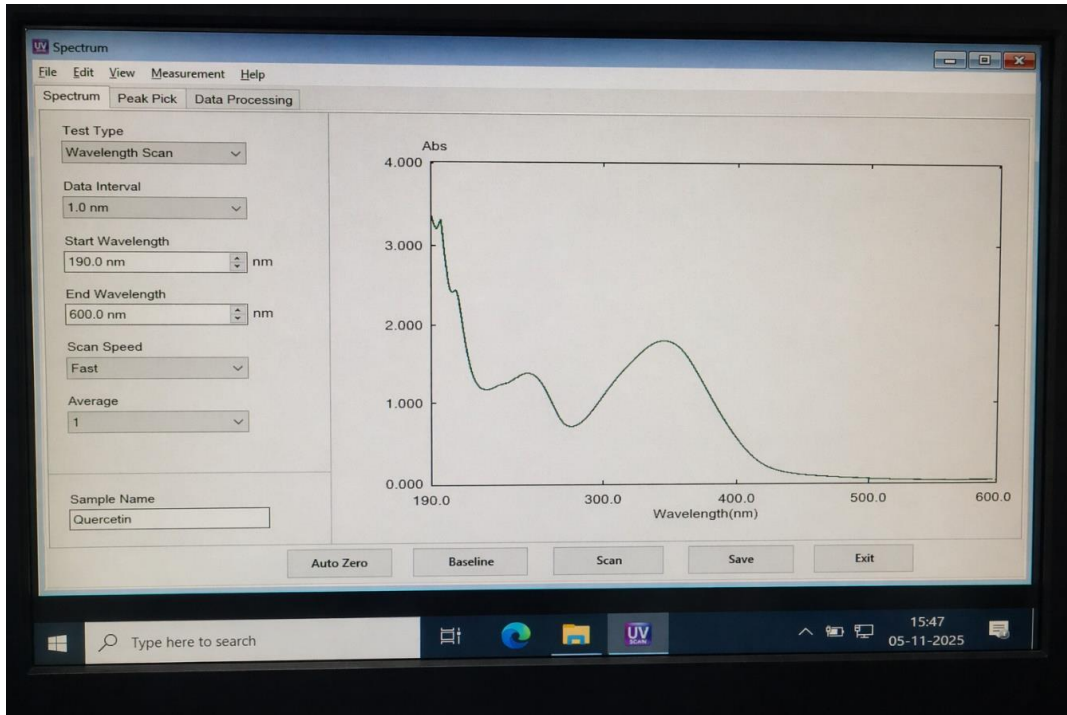 UV Spectrum
File Edit View Measurement Help
Spectrum Peak Pick Data Processing
Test Type
Wavelength Scan
Data Interval
1.0 nm
Start Wavelength
190.0 nm nm
End Wavelength
600.0 nm nm
Scan Speed
Fast
Average
1
Sample Name
Quercetin
Abs
4.000
3.000
2.000
1.000
0.000
190.0 300.0 400.0 500.0 600.0
Wavelength(nm)
Auto Zero Baseline Scan Save Exit
Type here to search
UV
SCAN
15:47
05-11-2025